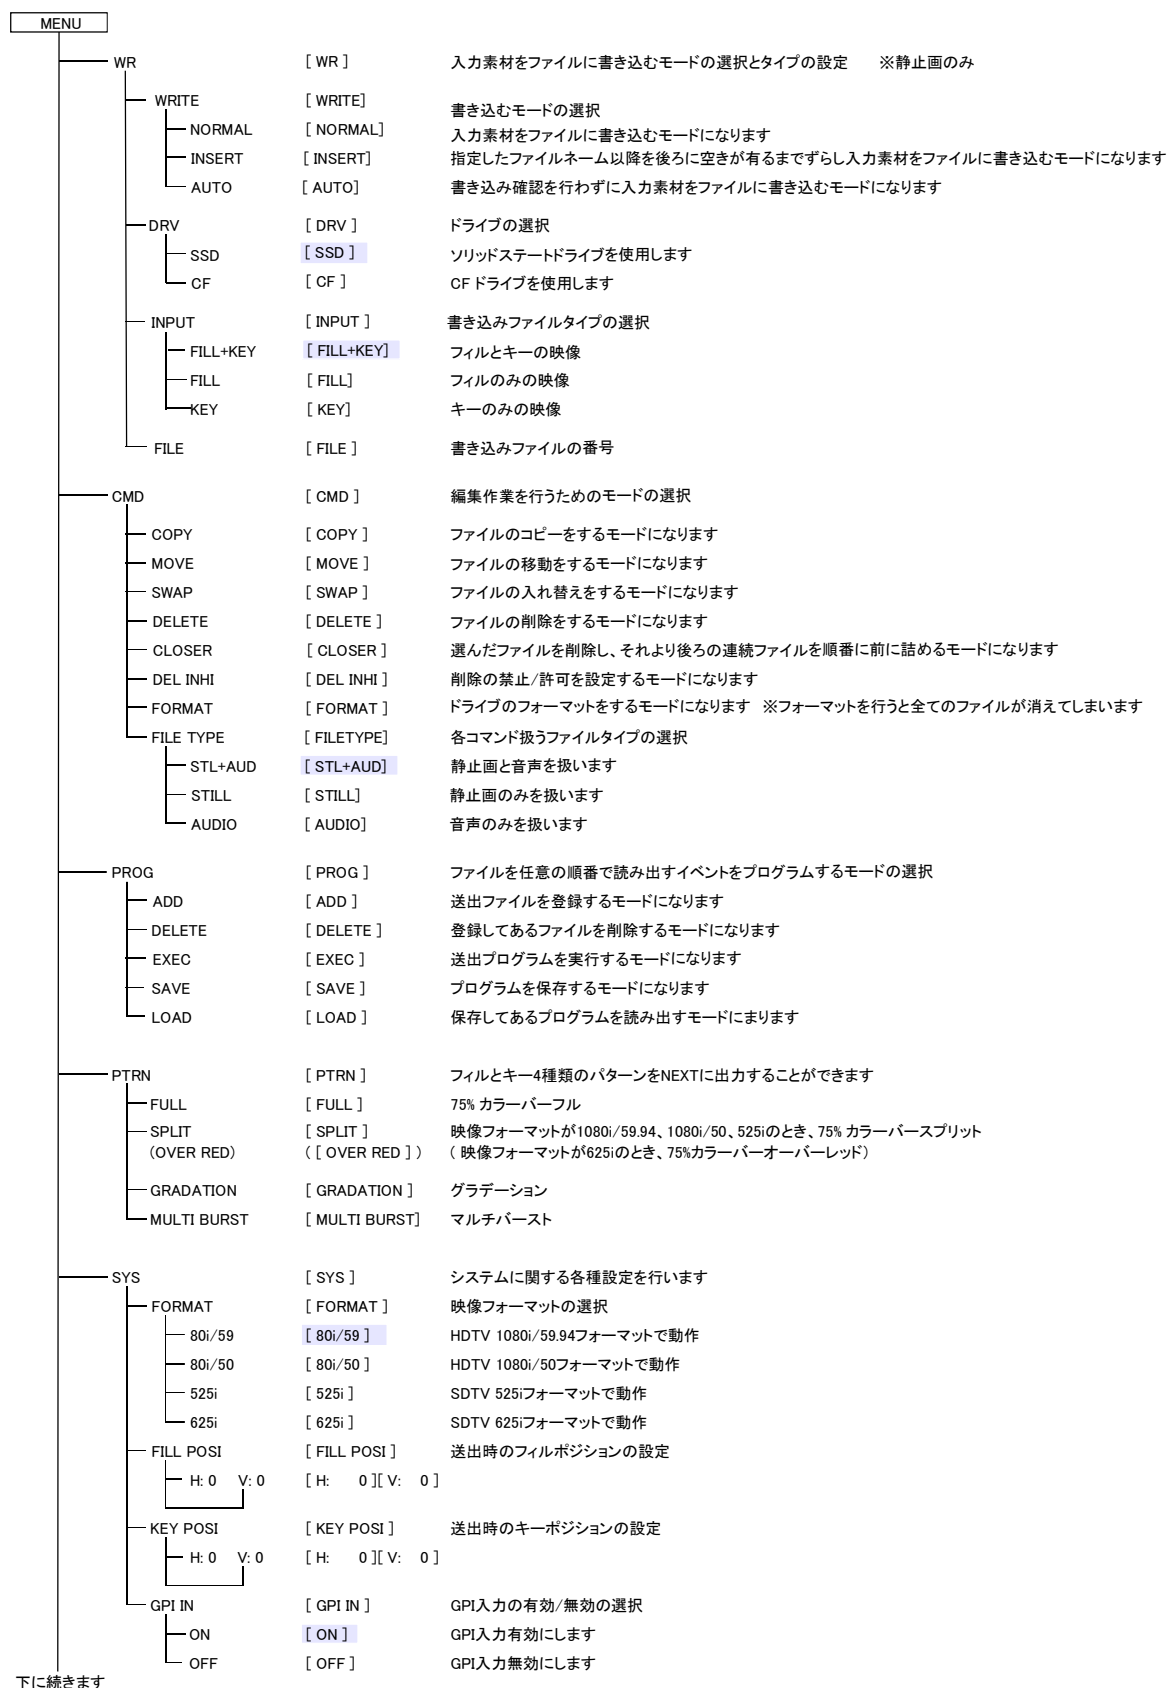 MENU
WR [ WR ] 入力素材をファイルに書き込むモードの選択とタイプの設定 ※静止画のみ
WRITE [ WRITE] 書き込むモードの選択
NORMAL [ NORMAL] 入力素材をファイルに書き込むモードになります
INSERT [ INSERT] 指定したファイルネーム以降を後ろに空きが有るまでずらし入力素材をファイルに書き込むモードになります
AUTO [ AUTO] 書き込み確認を行わずに入力素材をファイルに書き込むモードになります
DRV [ DRV ] ドライブの選択
SSD [ SSD ] ソリッドステートドライブを使用します
CF [ CF ] CF ドライブを使用します
INPUT [ INPUT ] 書き込みファイルタイプの選択
FILL+KEY [ FILL+KEY] フィルとキーの映像
FILL [ FILL] フィルのみの映像
KEY [ KEY] キーのみの映像
FILE [ FILE ] 書き込みファイルの番号
CMD [ CMD ] 編集作業を行うためのモードの選択
COPY [ COPY ] ファイルのコピーをするモードになります
MOVE [ MOVE ] ファイルの移動をするモードになります
SWAP [ SWAP ] ファイルの入れ替えをするモードになります
DELETE [ DELETE ] ファイルの削除をするモードになります
CLOSER [ CLOSER ] 選んだファイルを削除し、それより後ろの連続ファイルを順番に前に詰めるモードになります
DEL INHI [ DEL INHI ] 削除の禁止/許可を設定するモードになります
FORMAT [ FORMAT ] ドライブのフォーマットをするモードになります ※フォーマットを行うと全てのファイルが消えてしまいます
FILE TYPE [ FILETYPE] 各コマンド扱うファイルタイプの選択
STL+AUD [ STL+AUD] 静止画と音声を扱います
STILL [ STILL] 静止画のみを扱います
AUDIO [ AUDIO] 音声のみを扱います
PROG [ PROG ] ファイルを任意の順番で読み出すイベントをプログラムするモードの選択
ADD [ ADD ] 送出ファイルを登録するモードになります
DELETE [ DELETE ] 登録してあるファイルを削除するモードになります
EXEC [ EXEC ] 送出プログラムを実行するモードになります
SAVE [ SAVE ] プログラムを保存するモードになります
LOAD [ LOAD ] 保存してあるプログラムを読み出すモードにまります
PTRN [ PTRN ] フィルとキー4種類のパターンをNEXTに出力することができます
FULL [ FULL ] 75% カラーバーフル
SPLIT [ SPLIT ] 映像フォーマットが1080i/59.94、1080i/50、525iのとき、75% カラーバースプリット
(OVER RED) ( [ OVER RED ] ) ( 映像フォーマットが625iのとき、75%カラーバーオーバーレッド)
GRADATION [ GRADATION ] グラデーション
MULTI BURST [ MULTI BURST] マルチバースト
SYS [ SYS ] システムに関する各種設定を行います
FORMAT [ FORMAT ] 映像フォーマットの選択
80i/59 [ 80i/59 ] HDTV 1080i/59.94フォーマットで動作
80i/50 [ 80i/50 ] HDTV 1080i/50フォーマットで動作
525i [ 525i ] SDTV 525iフォーマットで動作
625i [ 625i ] SDTV 625iフォーマットで動作
FILL POSI [ FILL POSI ] 送出時のフィルポジションの設定
H: 0 V: 0 [ H: 0 ][ V: 0 ]
KEY POSI [ KEY POSI ] 送出時のキーポジションの設定
H: 0 V: 0 [ H: 0 ][ V: 0 ]
GPI IN [ GPI IN ] GPI入力の有効/無効の選択
ON [ ON ] GPI入力有効にします
OFF [ OFF ] GPI入力無効にします
下に続きます